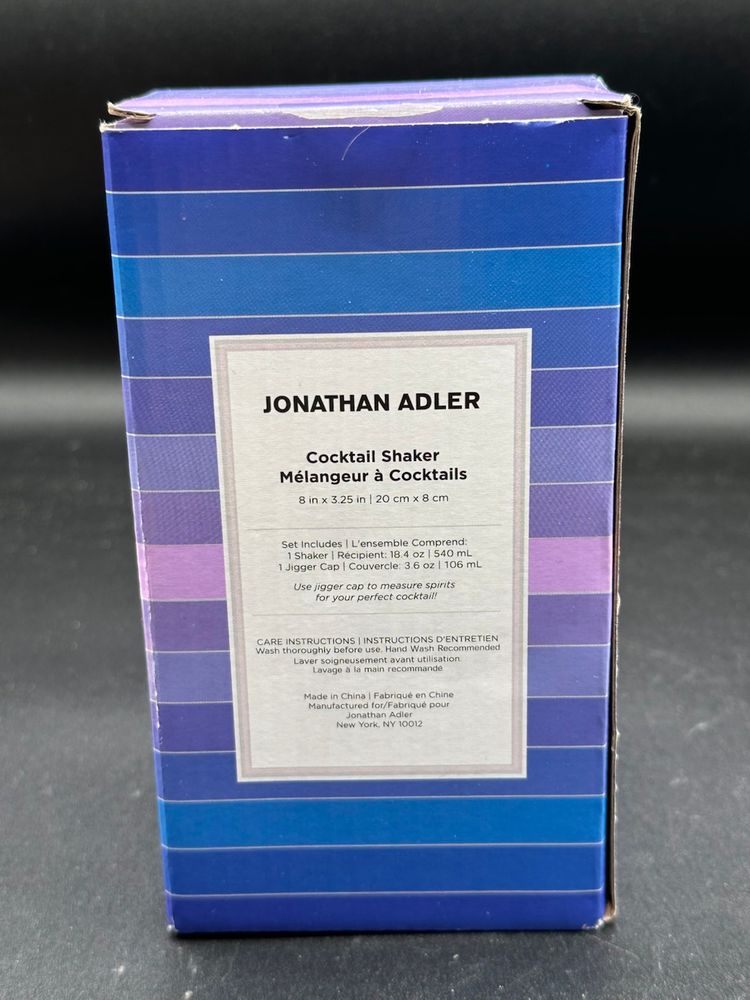 JONATHAN ADLER
Cocktail Shaker
Mélangeur à Cocktails
8 in x 3.25 in | 20 cm x 8 cm
Set Includes | L'ensemble Comprend:
1 Shaker | Récipient: 18.4 oz | 540 mL
1 Jigger Cap | Couvercle: 3.6 oz | 106 mL
Use jigger cap to measure spirits
for your perfect cocktail!
CARE INSTRUCTIONS | INSTRUCTIONS D'ENTRETIEN
Wash thoroughly before use. Hand Wash Recommended
Laver soigneusement avant utilisation.
Lavage à la main recommandé
Made in China | Fabriqué en Chine
Manufactured for/Fabriqué pour
Jonathan Adler
New York, NY 10012